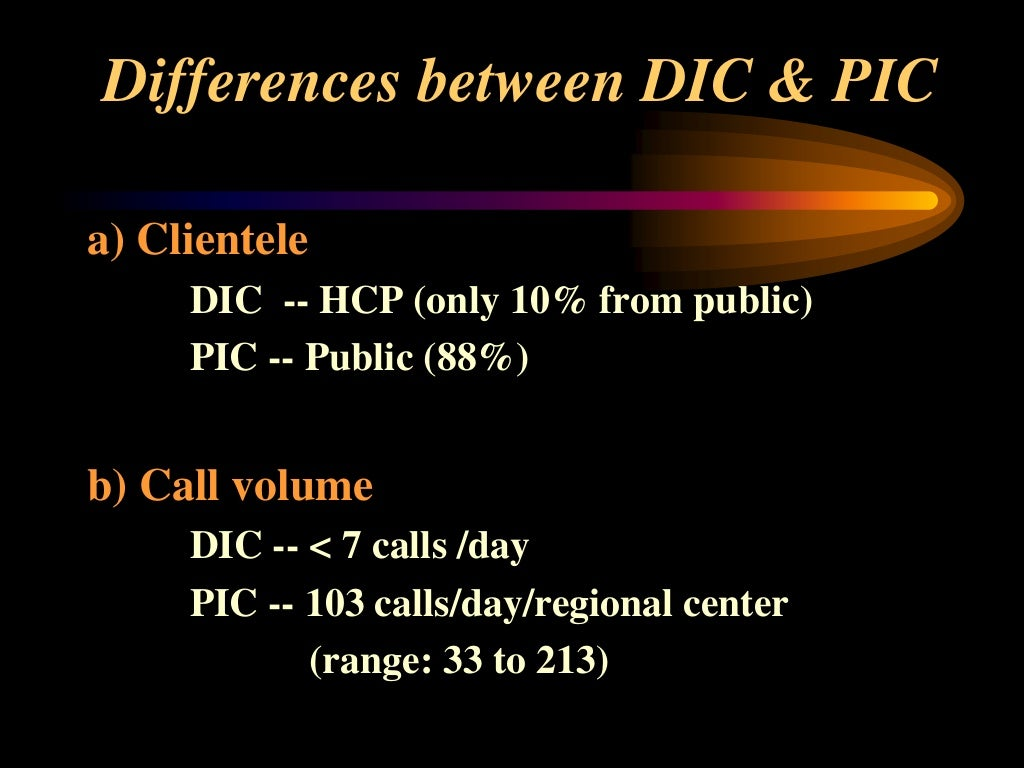 Differences between DIC & PIC
a) Clientele
DIC -- HCP (only 10% from public)
PIC -- Public (88%)
b) Call volume
DIC -- < 7 calls /day
PIC -- 103 calls/day/regional center
(range: 33 to 213)